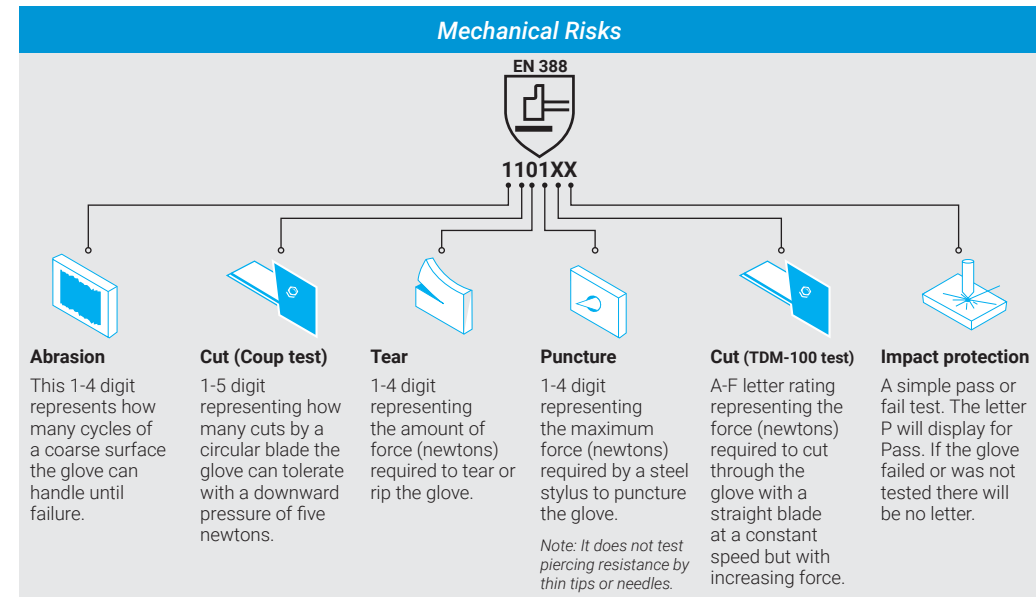 Mechanical Risks
EN 388
1101XX
Abrasion
This 1-4 digit
represents how
many cycles of
a coarse surface
the glove can
handle until
failure.
Cut (Coup test)
1-5 digit
representing how
many cuts by a
circular blade the
glove can tolerate
with a downward
pressure of five
newtons.
Tear
1-4 digit
representing
the amount of
force (newtons)
required to tear or
rip the glove.
Puncture
1-4 digit
representing
the maximum
force (newtons)
required by a steel
stylus to puncture
the glove.
Note: It does not test
piercing resistance by
thin tips or needles.
Cut (TDM-100 test)
A-F letter rating
representing the
force (newtons)
required to cut
through the
glove with a
straight blade
at a constant
speed but with
increasing force.
Impact protection
A simple pass or
fail test. The letter
P will display for
Pass. If the glove
failed or was not
tested there will
be no letter.